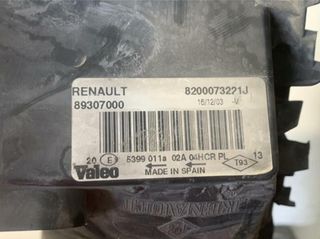 RENAULT 8200073221J
89307000 16/12/03 -M
20 E 5399 011a 02A 04HCR PL T93 13
Valeo MADE IN SPAIN